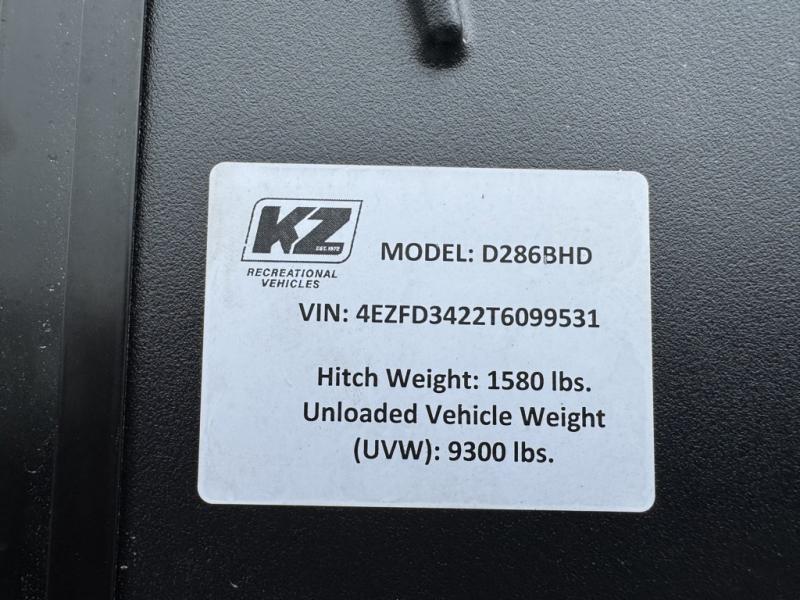 KZ
EST. 1972
RECREATIONAL
VEHICLES
MODEL: D286BHD
VIN: 4EZFD3422T6099531
Hitch Weight: 1580 lbs.
Unloaded Vehicle Weight
(UVW): 9300 lbs.